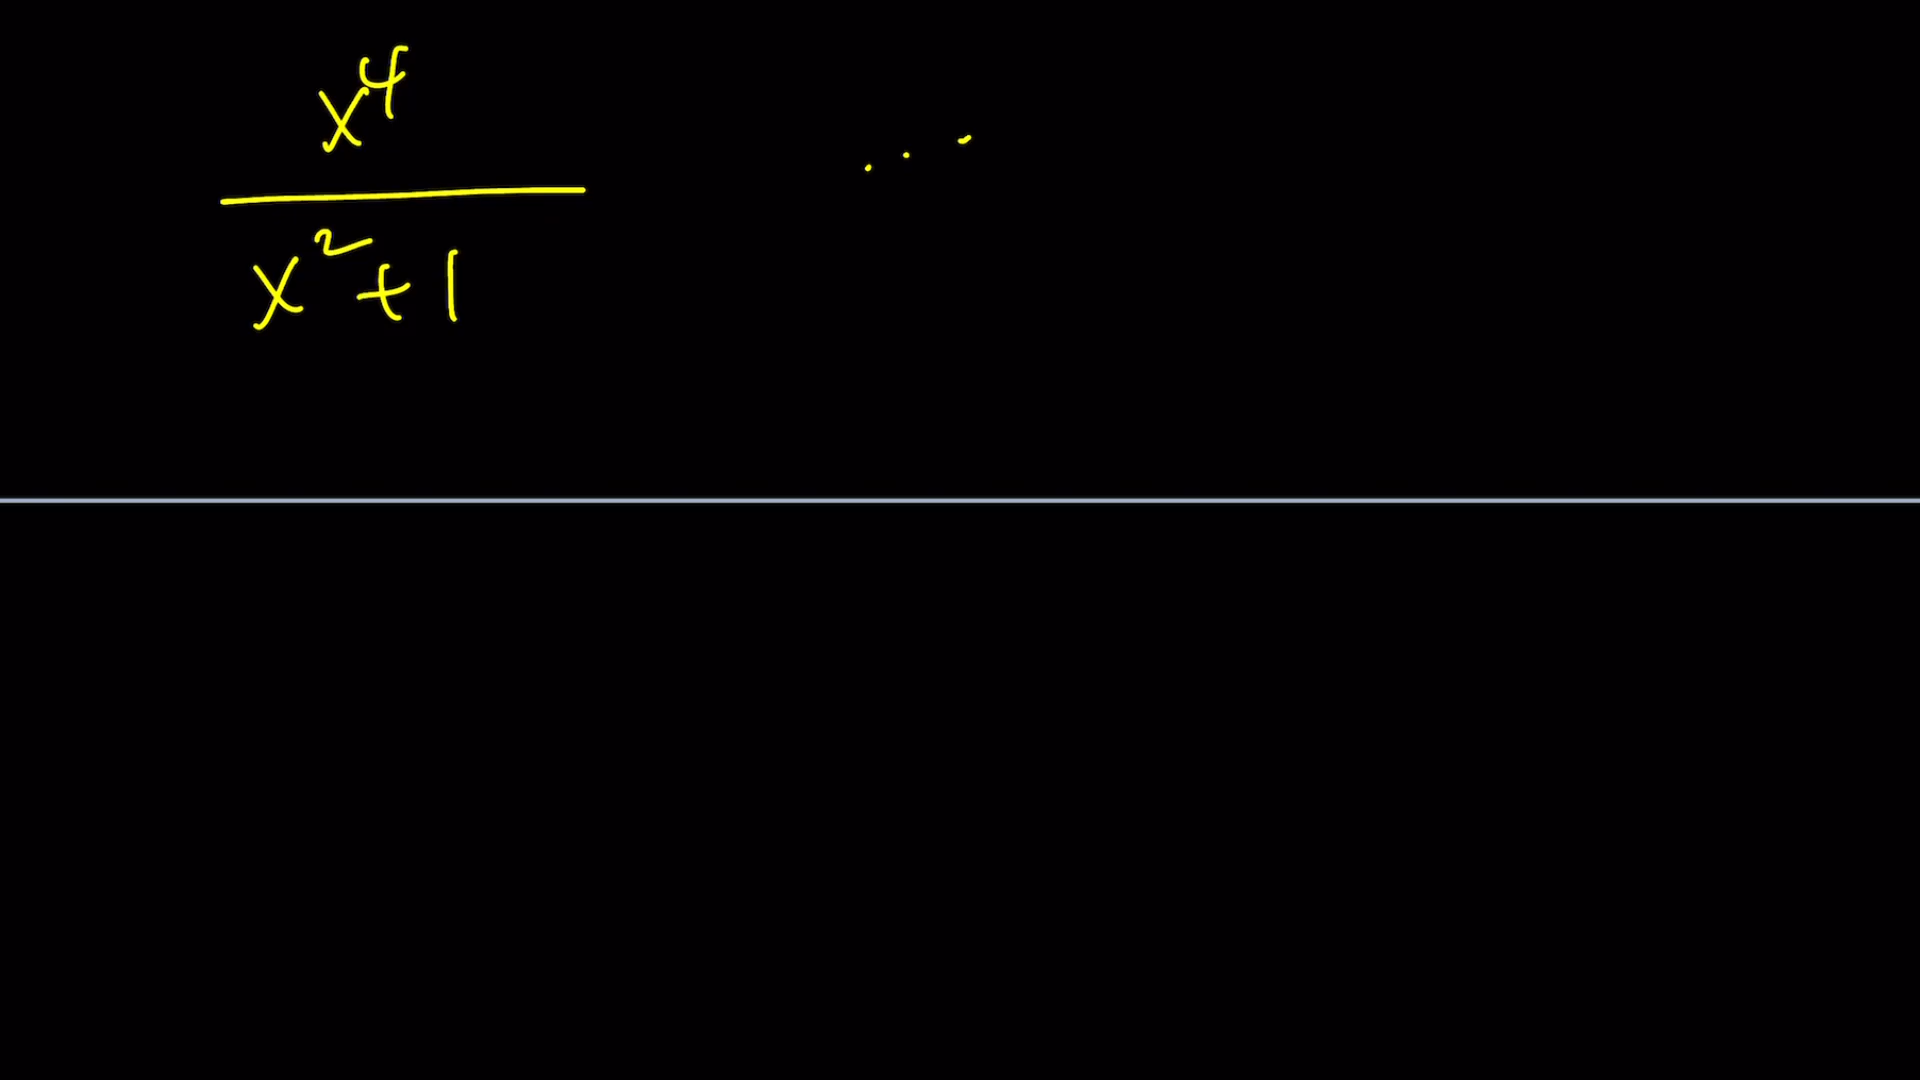 x⁴
x² + 1
...